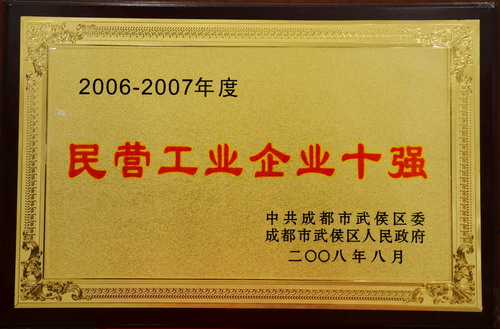 2006-2007年度
民营工业企业十强
中共成都市武侯区委
成都市武侯区人民政府
二〇〇八年八月